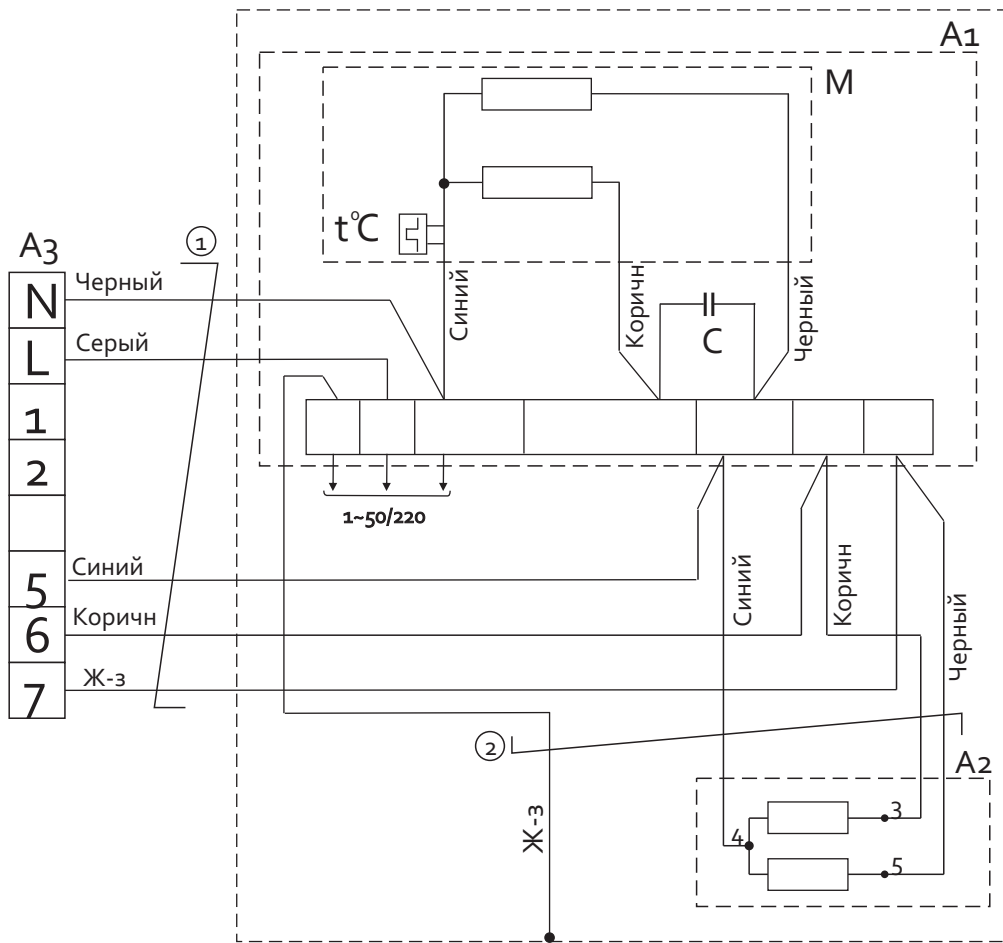 A1
M
t°C
A3
1
N
Черный
L
Серый
1
2
5
Синий
6
Коричн
7
Ж-з
Синий
Коричн
C
Черный
1~50/220
Синий
Коричн
Черный
2
Ж-з
A2
3
4
5